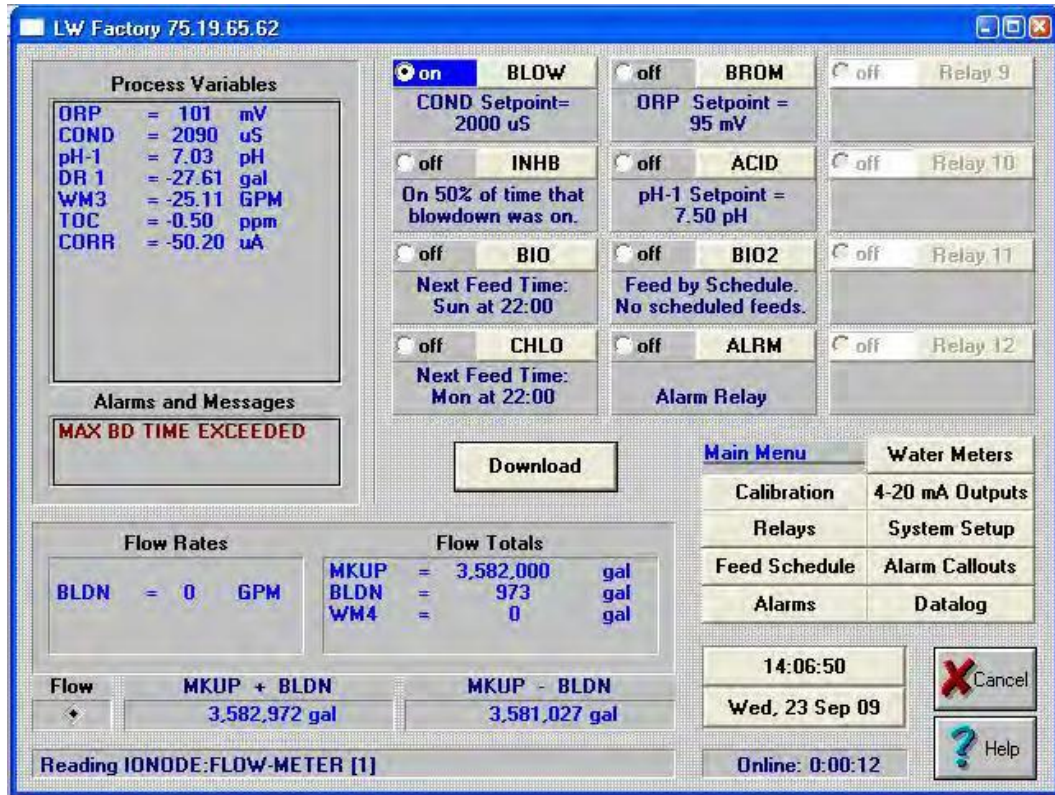 LW Factory 75.19.65.62
Process Variables
ORP = 101 mV
COND = 2090 uS
pH-1 = 7.03 pH
DR 1 = -27.61 gal
WM3 = -25.11 GPM
TOC = -0.50 ppm
CORR = -50.20 uA
Alarms and Messages
MAX BD TIME EXCEEDED
on BLOW
COND Setpoint=
2000 uS
off BROM
ORP Setpoint =
95 mV
off Relay 9
off INHB
On 50% of time that
blowdown was on.
off ACID
pH-1 Setpoint =
7.50 pH
off Relay 10
off BIO
Next Feed Time:
Sun at 22:00
off BIO2
Feed by Schedule.
No scheduled feeds.
off Relay 11
off CHLO
Next Feed Time:
Mon at 22:00
off ALRM
Alarm Relay
off Relay 12
Download
Main Menu Water Meters
Calibration 4-20 mA Outputs
Relays System Setup
Feed Schedule Alarm Callouts
Alarms Datalog
Flow Rates
BLDN = 0 GPM
Flow Totals
MKUP = 3,582,000 gal
BLDN = 973 gal
WM4 = 0 gal
Flow
MKUP + BLDN
3,582,972 gal
MKUP - BLDN
3,581,027 gal
14:06:50
Wed, 23 Sep 09
Cancel
Help
Reading IONODE:FLOW-METER [1]
Online: 0:00:12